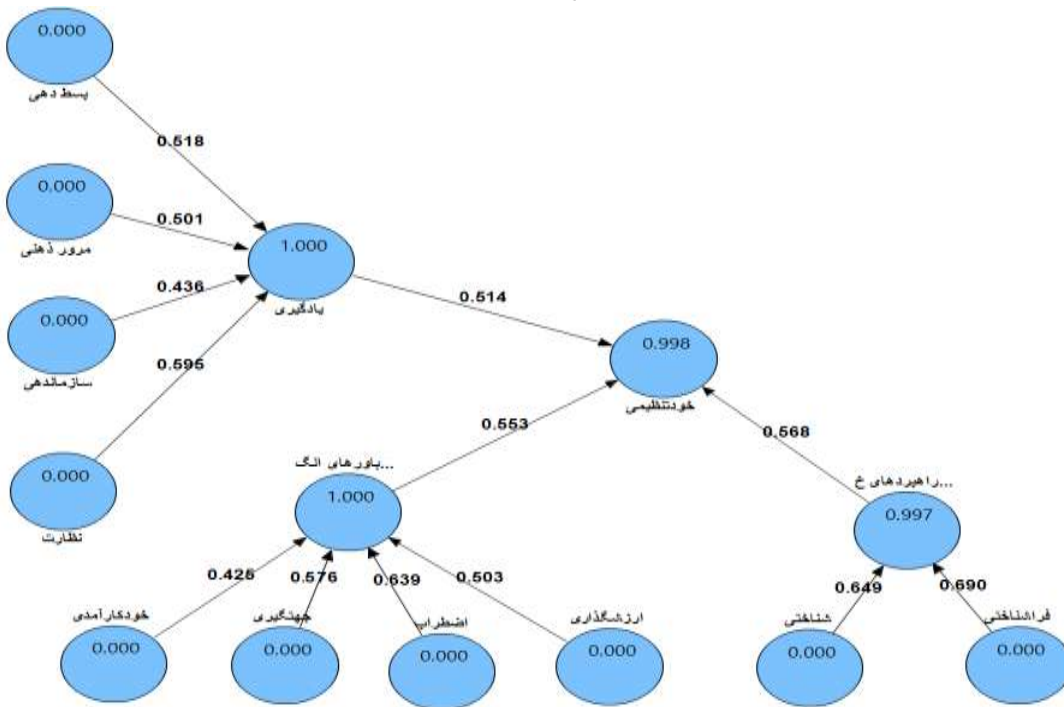 0.000
بسط دهی
0.518
0.000
مرور ذهنی
0.501
1.000
یادگیری
0.436
0.000
سازماندهی
0.514
0.998
خودتنظیمی
0.595
0.000
نظارت
0.553
0.568
باورهای انگ...
1.000
راهبردهای خ...
0.997
0.425
0.576
0.639
0.503
0.649
0.690
خودکارآمدی
0.000
جهتگیری
0.000
اضطراب
0.000
ارزشگذاری
0.000
شناختی
0.000
فراشناختی
0.000